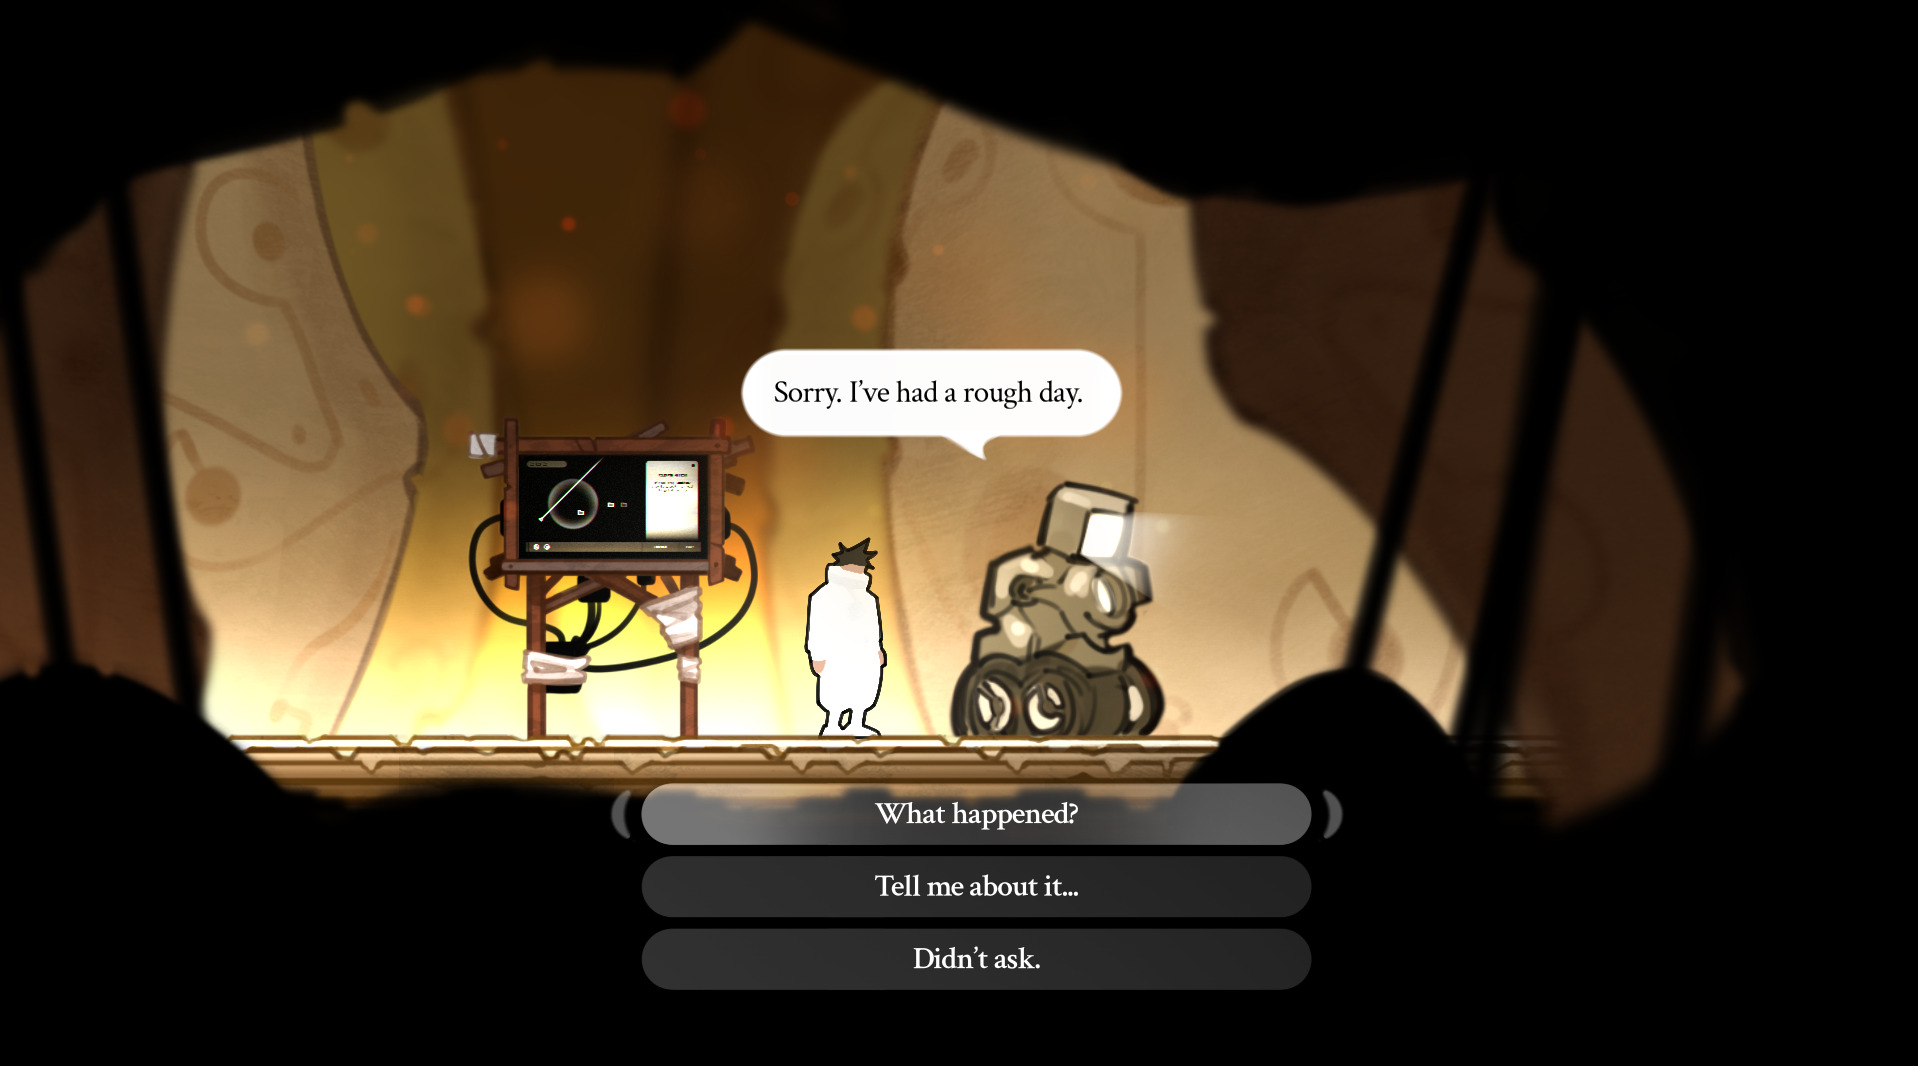 Sorry. I’ve had a rough day.
What happened?
Tell me about it...
Didn’t ask.